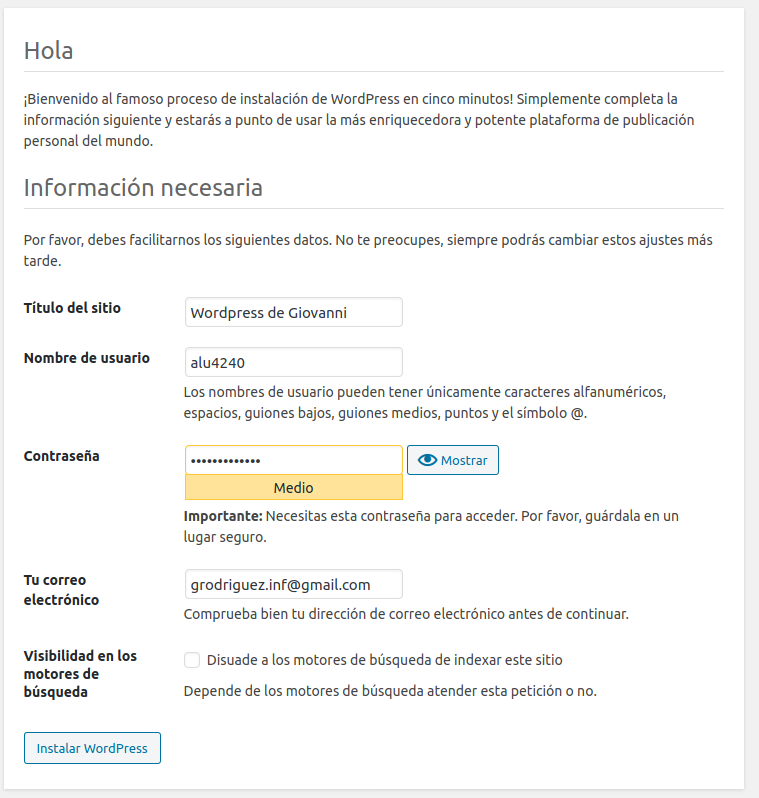 Hola
¡Bienvenido al famoso proceso de instalación de WordPress en cinco minutos! Simplemente completa la
información siguiente y estarás a punto de usar la más enriquecedora y potente plataforma de publicación
personal del mundo.
Información necesaria
Por favor, debes facilitarnos los siguientes datos. No te preocupes, siempre podrás cambiar estos ajustes más
tarde.
Título del sitio
Wordpress de Giovanni
Nombre de usuario
alu4240
Los nombres de usuario pueden tener únicamente caracteres alfanuméricos,
espacios, guiones bajos, guiones medios, puntos y el símbolo @.
Contraseña
•••••••••••••
Mostrar
Medio
Importante: Necesitas esta contraseña para acceder. Por favor, guárdala en un
lugar seguro.
Tu correo
electrónico
grodriguez.inf@gmail.com
Comprueba bien tu dirección de correo electrónico antes de continuar.
Visibilidad en los
motores de
búsqueda
Disuade a los motores de búsqueda de indexar este sitio
Depende de los motores de búsqueda atender esta petición o no.
Instalar WordPress